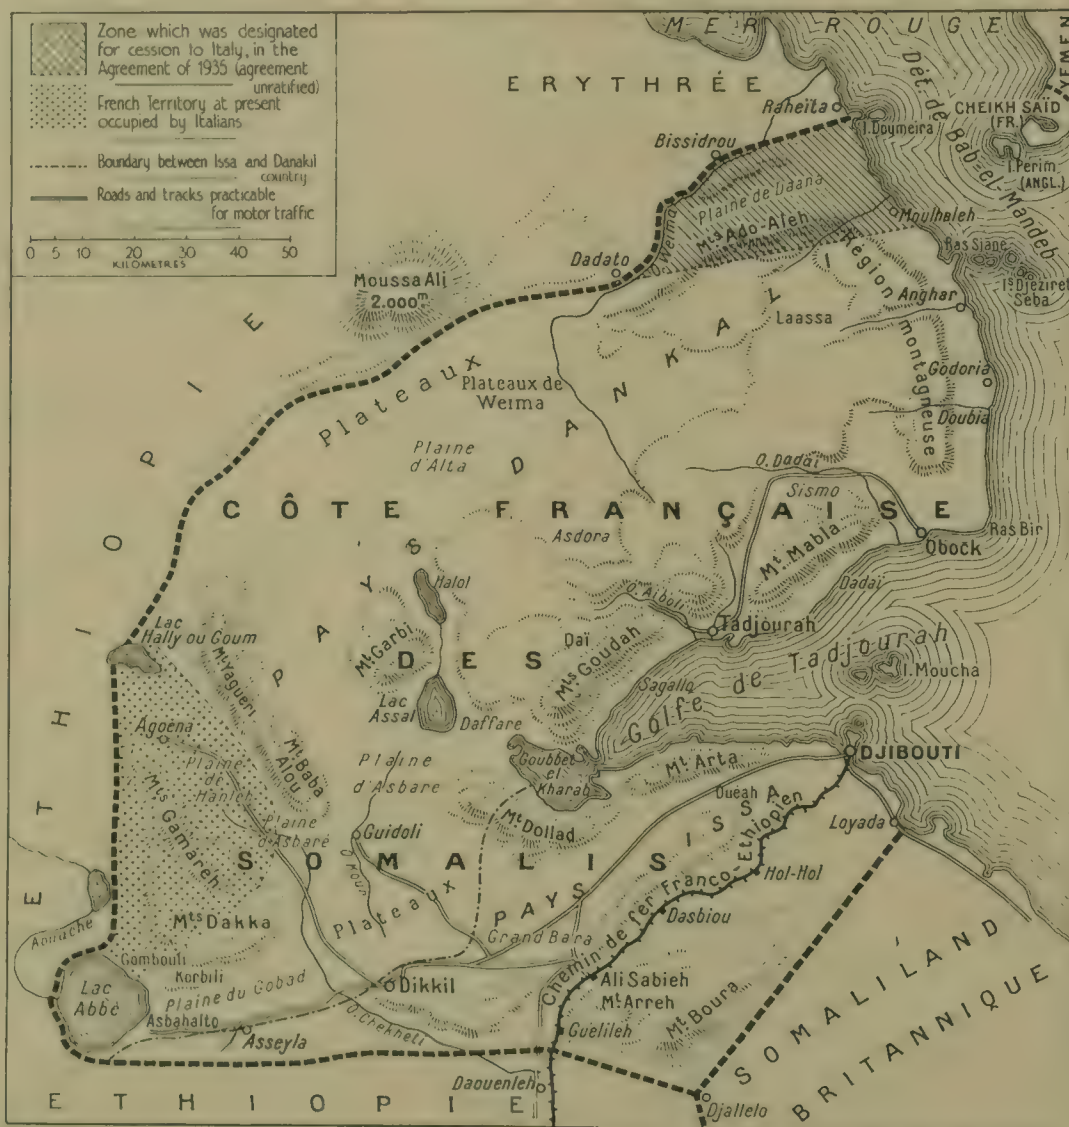 Zone which was designated
for cession to Italy, in the
Agreement of 1935 (agreement
unratified)
French Territory at present
occupied by Italians
Boundary between Issa and Danakil
country
Roads and tracks practicable
for motor traffic
0 5 10 20 30 40 50
KILOMETRES
MER ROUGE
YEMEN
ERYTHRÉE
Dét. de Bab-el-Mandeb
Raheïta
CHEIKH SAÏD
(FR.)
I. Doymeira
I. Perim
(ANGL.)
Bissidrou
Plaine de Daana
Mts Ado-Aleh
Moulhaleh
O. Weima
Ras Sjane
Is Djeziret
Seba
Dadato
Moussa Ali
2.000m
Région
montagneuse
Anghar
Laassa
Plateaux
Plateaux de
Weima
Godoria
Doubia
Plaine
d'Alta
DANKALI
O. Dadaï
Sismo
CÔTE FRANÇAISE
Asdora
Mt. Mabla
Obock
Ras Bir
Dadaï
ETHIOPIE
PAYS
Halol
O. Aiboli
Tadjourah
Lac
Hally ou Goum
Mt Yagueri
Mt. Garbi
DES
Daï
Mts Goudah
Golfe de Tadjourah
I. Moucha
Sagallo
Lac
Assal
Daffare
Agoena
Plaine
de
Hanlet
Mt. Baba
Alou
Plaine
d'Asbare
Goubbet
el
Kharab
Mt Arta
DJIBOUTI
Mts Gamareh
Plaine
d'Asbaré
Mt Dollad
Ouéah
Guidoli
Loyada
SOMALIS
PAYS ISSA
Chemin de fer Franco-Ethiopien
Hol-Hol
Plateaux
Dasbiou
Mts Dakka
Grand Bara
Aouache
Gombouti
Korbili
Lac
Abbé
Plaine du Gobad
Dikkil
Ali Sabieh
Mt. Arreh
Asbahalto
Mt. Boura
Asseyla
O. Chekheti
Guelileh
SOMALILAND
BRITANNIQUE
Daouenleh
ETHIOPIE
Djallelo